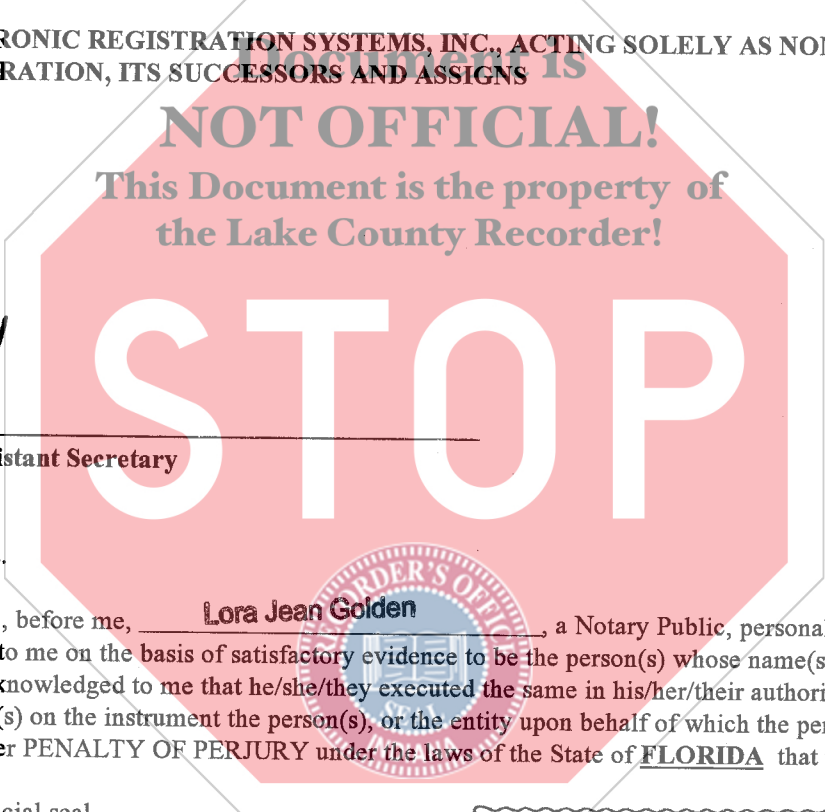 RONIC REGISTRATION SYSTEMS, INC., ACTING SOLELY AS NON
RATION, ITS SUCCESSORS AND ASSIGNS
Document is
NOT OFFICIAL!
This Document is the property of
the Lake County Recorder!
STOP
istant Secretary
, before me, Lora Jean Golden, a Notary Public, persona
to me on the basis of satisfactory evidence to be the person(s) whose name(s
knowledged to me that he/she/they executed the same in his/her/their authori
(s) on the instrument the person(s), or the entity upon behalf of which the per
er PENALTY OF PERJURY under the laws of the State of FLORIDA that
RECORDER'S OFFICE
SEAL
cial seal